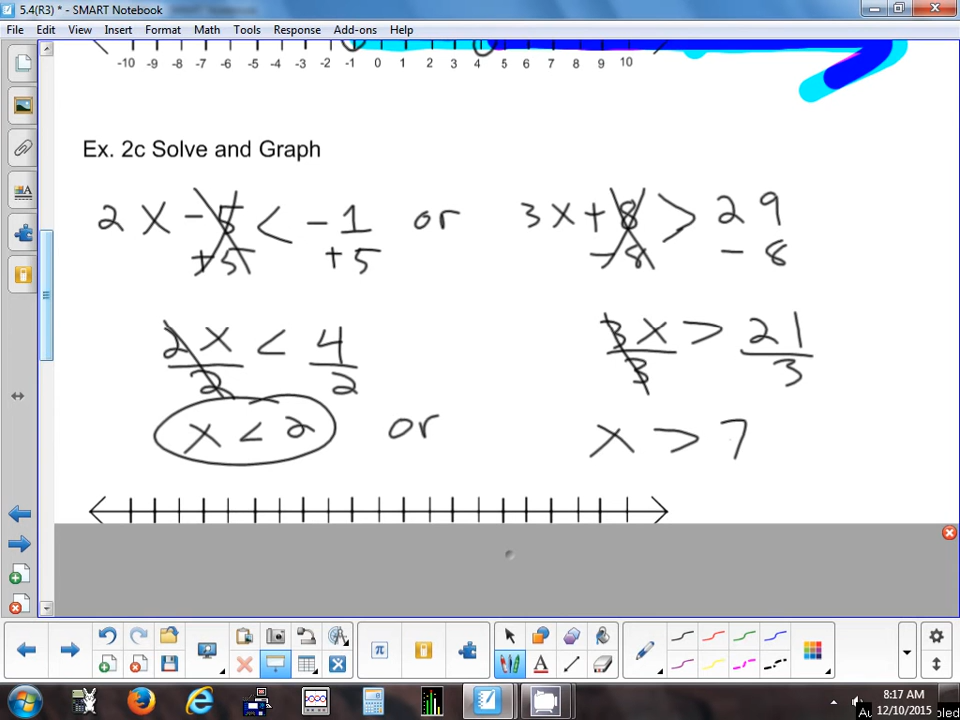 5.4(R3) * - SMART Notebook
File Edit View Insert Format Math Tools Response Add-ons Help
-10 -9 -8 -7 -6 -5 -4 -3 -2 -1 0 1 2 3 4 5 6 7 8 9 10
Ex. 2c Solve and Graph
2x - 5 < -1 or 3x + 8 > 29
+5 +5 -8 -8
2x < 4 3x > 21
2 2 3 3
x < 2 or x > 7
8:17 AM
12/10/2015